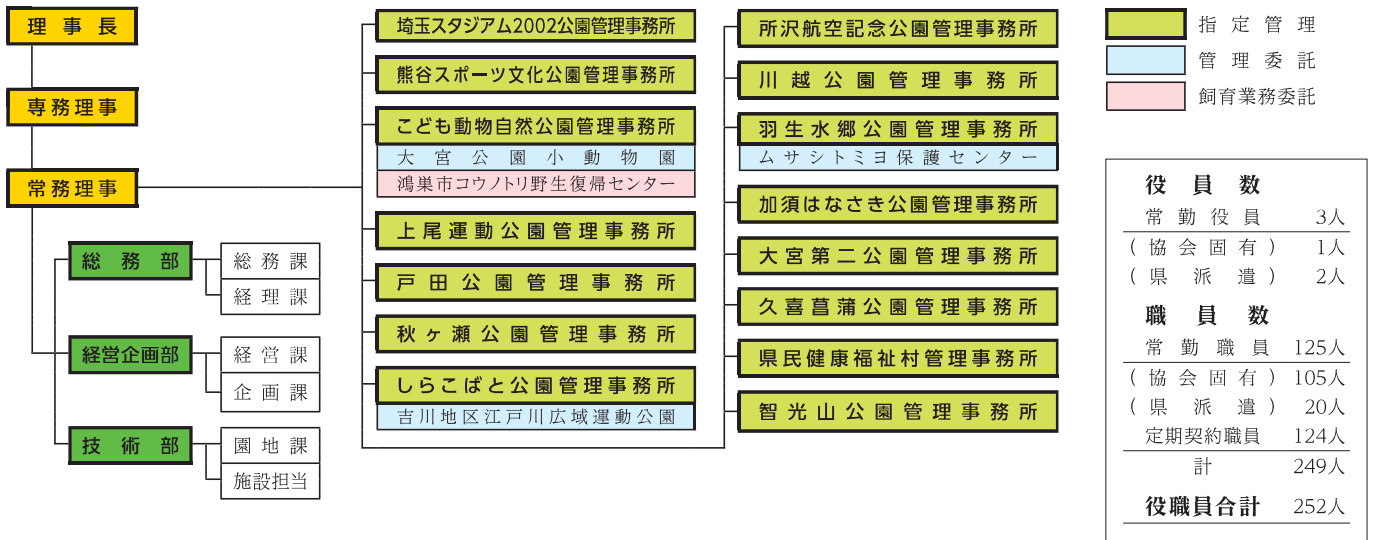 理事長
専務理事
常務理事
総務部
総務課
経理課
経営企画部
経営課
企画課
技術部
園地課
施設担当
埼玉スタジアム2002公園管理事務所
熊谷スポーツ文化公園管理事務所
こども動物自然公園管理事務所
大宮公園小動物園
鴻巣市コウノトリ野生復帰センター
上尾運動公園管理事務所
戸田公園管理事務所
秋ヶ瀬公園管理事務所
しらこばと公園管理事務所
吉川地区江戸川広域運動公園
所沢航空記念公園管理事務所
川越公園管理事務所
羽生水郷公園管理事務所
ムサシトミヨ保護センター
加須はなさき公園管理事務所
大宮第二公園管理事務所
久喜菖蒲公園管理事務所
県民健康福祉村管理事務所
智光山公園管理事務所
指定管理
管理委託
飼育業務委託
役員数
常勤役員 3人
(協会固有) 1人
(県派遣) 2人
職員数
常勤職員 125人
(協会固有) 105人
(県派遣) 20人
定期契約職員 124人
計 249人
役職員合計 252人